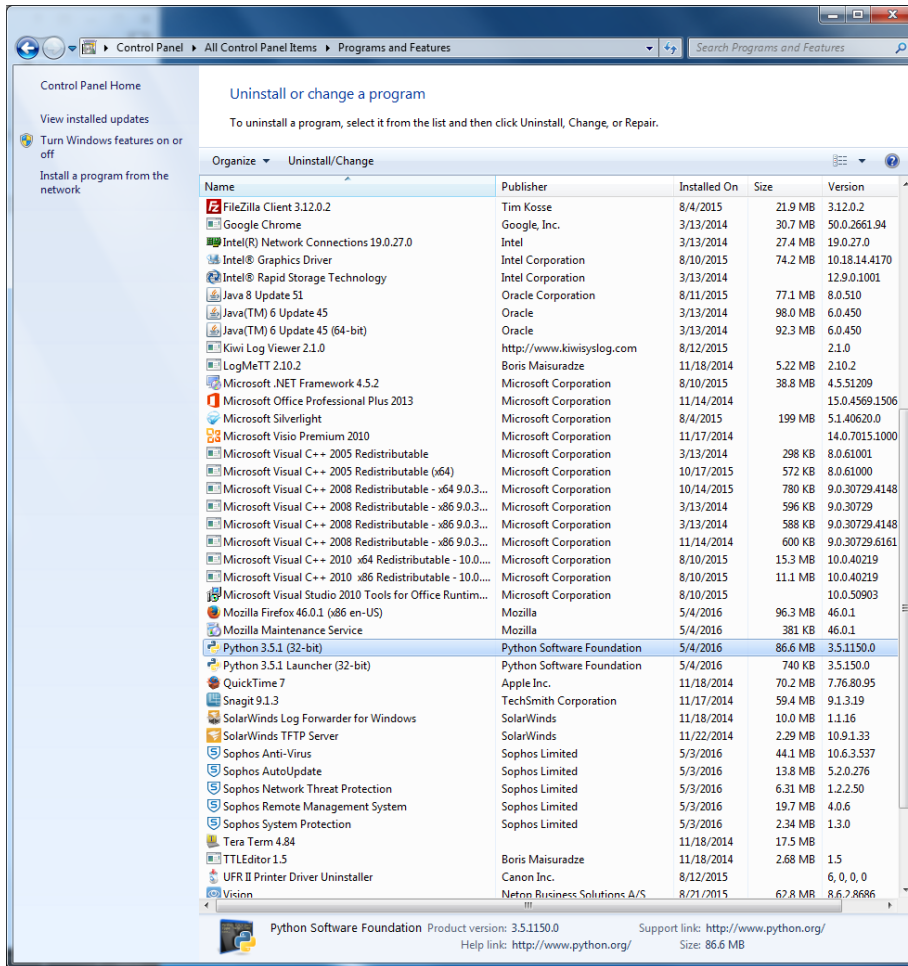 Control Panel ▸ All Control Panel Items ▸ Programs and Features
Search Programs and Features
Control Panel Home
View installed updates
Turn Windows features on or
off
Install a program from the
network
Uninstall or change a program
To uninstall a program, select it from the list and then click Uninstall, Change, or Repair.
Organize Uninstall/Change
Name Publisher Installed On Size Version
FileZilla Client 3.12.0.2 Tim Kosse 8/4/2015 21.9 MB 3.12.0.2
Google Chrome Google, Inc. 3/13/2014 30.7 MB 50.0.2661.94
Intel(R) Network Connections 19.0.27.0 Intel 3/13/2014 27.4 MB 19.0.27.0
Intel® Graphics Driver Intel Corporation 8/10/2015 74.2 MB 10.18.14.4170
Intel® Rapid Storage Technology Intel Corporation 3/13/2014 12.9.0.1001
Java 8 Update 51 Oracle Corporation 8/11/2015 77.1 MB 8.0.510
Java(TM) 6 Update 45 Oracle 3/13/2014 98.0 MB 6.0.450
Java(TM) 6 Update 45 (64-bit) Oracle 3/13/2014 92.3 MB 6.0.450
Kiwi Log Viewer 2.1.0 http://www.kiwisyslog.com 8/12/2015 2.1.0
LogMeTT 2.10.2 Boris Maisuradze 11/18/2014 5.22 MB 2.10.2
Microsoft .NET Framework 4.5.2 Microsoft Corporation 8/10/2015 38.8 MB 4.5.51209
Microsoft Office Professional Plus 2013 Microsoft Corporation 11/14/2014 15.0.4569.1506
Microsoft Silverlight Microsoft Corporation 8/4/2015 199 MB 5.1.40620.0
Microsoft Visio Premium 2010 Microsoft Corporation 11/17/2014 14.0.7015.1000
Microsoft Visual C++ 2005 Redistributable Microsoft Corporation 3/13/2014 298 KB 8.0.61001
Microsoft Visual C++ 2005 Redistributable (x64) Microsoft Corporation 10/17/2015 572 KB 8.0.61000
Microsoft Visual C++ 2008 Redistributable - x64 9.0.3... Microsoft Corporation 10/14/2015 780 KB 9.0.30729.4148
Microsoft Visual C++ 2008 Redistributable - x86 9.0.3... Microsoft Corporation 3/13/2014 596 KB 9.0.30729
Microsoft Visual C++ 2008 Redistributable - x86 9.0.3... Microsoft Corporation 3/13/2014 588 KB 9.0.30729.4148
Microsoft Visual C++ 2008 Redistributable - x86 9.0.3... Microsoft Corporation 11/14/2014 600 KB 9.0.30729.6161
Microsoft Visual C++ 2010 x64 Redistributable - 10.0.... Microsoft Corporation 8/10/2015 15.3 MB 10.0.40219
Microsoft Visual C++ 2010 x86 Redistributable - 10.0.... Microsoft Corporation 8/10/2015 11.1 MB 10.0.40219
Microsoft Visual Studio 2010 Tools for Office Runtim... Microsoft Corporation 8/10/2015 10.0.50903
Mozilla Firefox 46.0.1 (x86 en-US) Mozilla 5/4/2016 96.3 MB 46.0.1
Mozilla Maintenance Service Mozilla 5/4/2016 381 KB 46.0.1
Python 3.5.1 (32-bit) Python Software Foundation 5/4/2016 86.6 MB 3.5.1150.0
Python 3.5.1 Launcher (32-bit) Python Software Foundation 5/4/2016 740 KB 3.5.150.0
QuickTime 7 Apple Inc. 11/18/2014 70.2 MB 7.76.80.95
Snagit 9.1.3 TechSmith Corporation 11/17/2014 59.4 MB 9.1.3.19
SolarWinds Log Forwarder for Windows SolarWinds 11/18/2014 10.0 MB 1.1.16
SolarWinds TFTP Server SolarWinds 11/22/2014 2.29 MB 10.9.1.33
Sophos Anti-Virus Sophos Limited 5/3/2016 44.1 MB 10.6.3.537
Sophos AutoUpdate Sophos Limited 5/3/2016 13.8 MB 5.2.0.276
Sophos Network Threat Protection Sophos Limited 5/3/2016 6.31 MB 1.2.2.50
Sophos Remote Management System Sophos Limited 5/3/2016 19.7 MB 4.0.6
Sophos System Protection Sophos Limited 5/3/2016 2.34 MB 1.3.0
Tera Term 4.84 11/18/2014 17.5 MB
TTLEditor 1.5 Boris Maisuradze 11/18/2014 2.68 MB 1.5
UFR II Printer Driver Uninstaller Canon Inc. 8/12/2015 6, 0, 0, 0
Vision Neton Business Solutions A/S 8/21/2015 62.8 MB 8.6.2.8686
Python Software Foundation Product version: 3.5.1150.0 Support link: http://www.python.org/
Help link: http://www.python.org/ Size: 86.6 MB